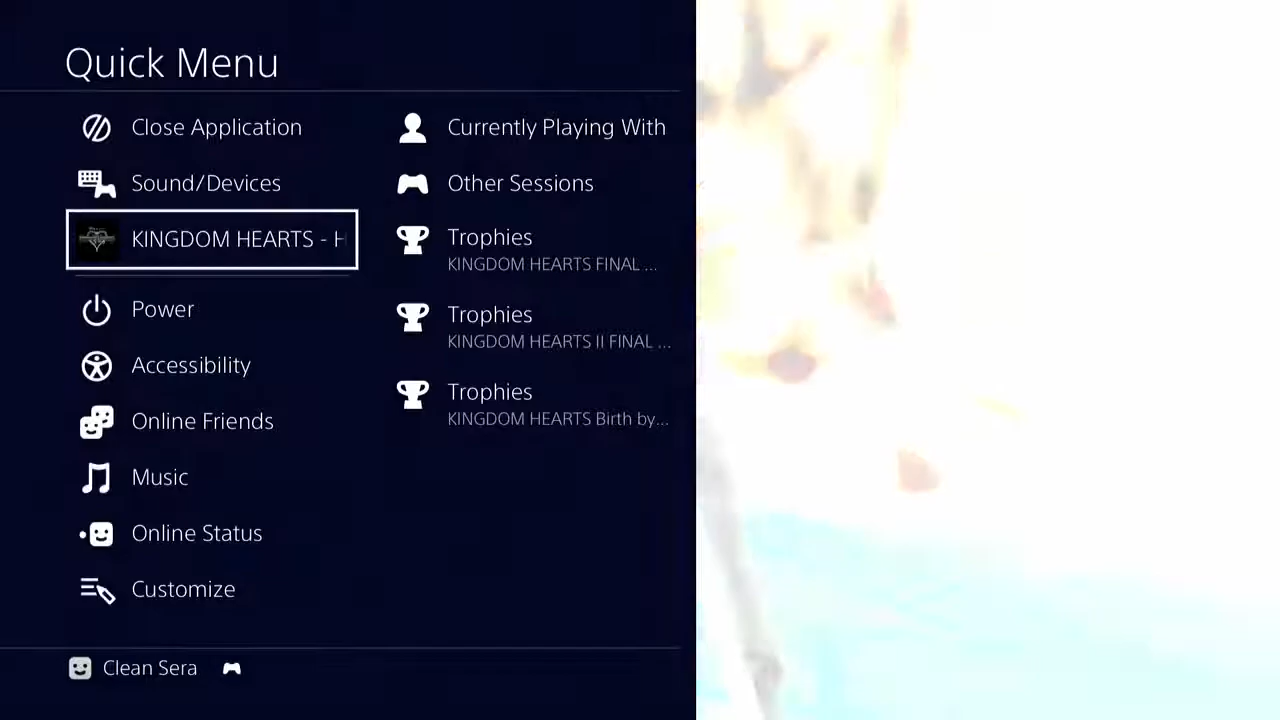 Quick Menu
Close Application
Sound/Devices
KINGDOM HEARTS - H
Power
Accessibility
Online Friends
Music
Online Status
Customize
Currently Playing With
Other Sessions
Trophies
KINGDOM HEARTS FINAL ...
Trophies
KINGDOM HEARTS II FINAL ...
Trophies
KINGDOM HEARTS Birth by...
Clean Sera